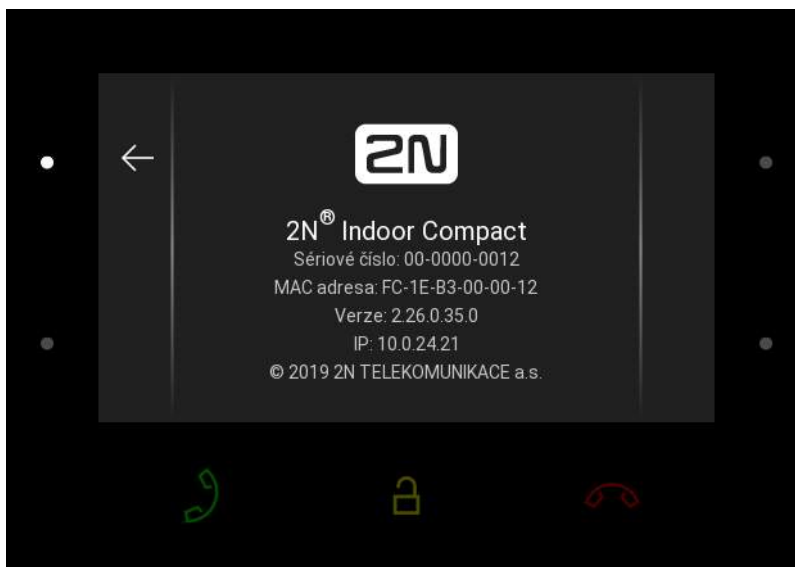 2N
2N® Indoor Compact
Sériové číslo: 00-0000-0012
MAC adresa: FC-1E-B3-00-00-12
Verze: 2.26.0.35.0
IP: 10.0.24.21
© 2019 2N TELEKOMUNIKACE a.s.